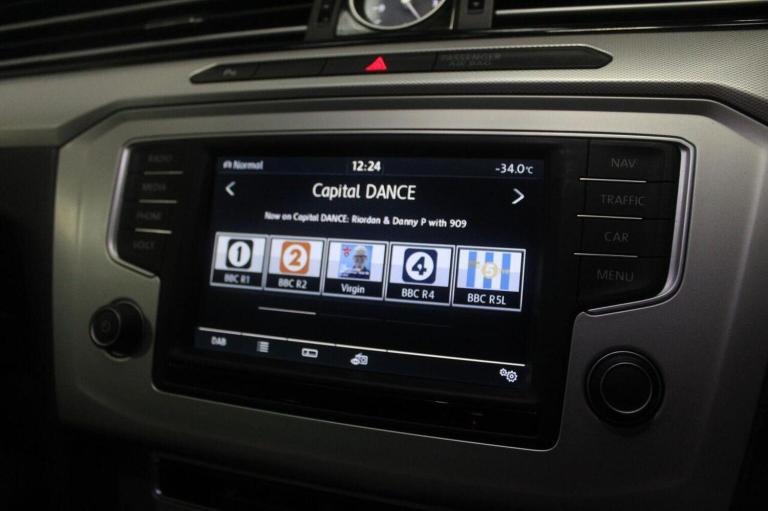 PASSENGER
AIR BAG
RADIO
MEDIA
PHONE
VOLT
Normal
12:24
-34.0°C
Capital DANCE
Now on Capital DANCE: Riordan & Danny P with 909
1
2
4
5
BBC R1
BBC R2
Virgin
BBC R4
BBC R5L
DAB
NAV
TRAFFIC
CAR
MENU